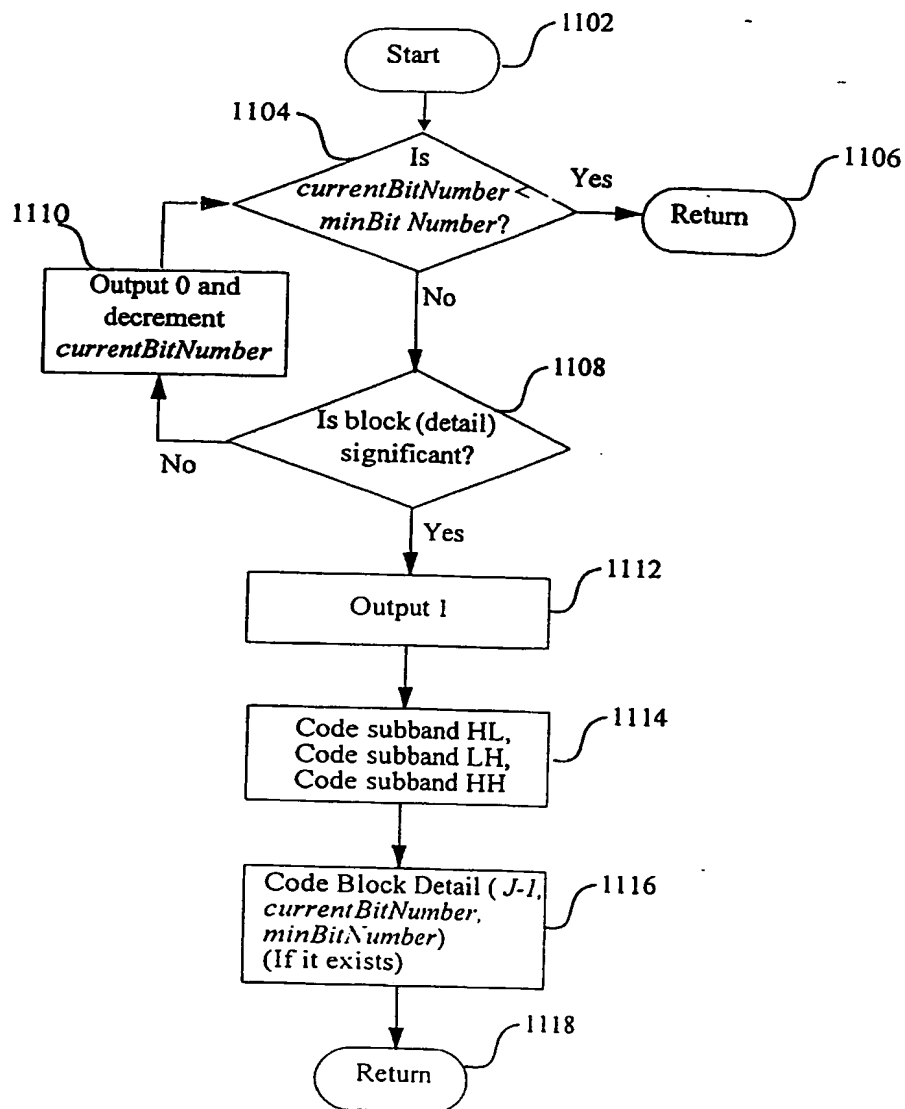 1102
Start
1104
Is
currentBitNumber <
minBit Number?
Yes
1106
Return
1110
Output 0 and
decrement
currentBitNumber
No
1108
Is block (detail)
significant?
No
Yes
1112
Output 1
1114
Code subband HL,
Code subband LH,
Code subband HH
1116
Code Block Detail ( J-1,
currentBitNumber,
minBitNumber)
(If it exists)
1118
Return